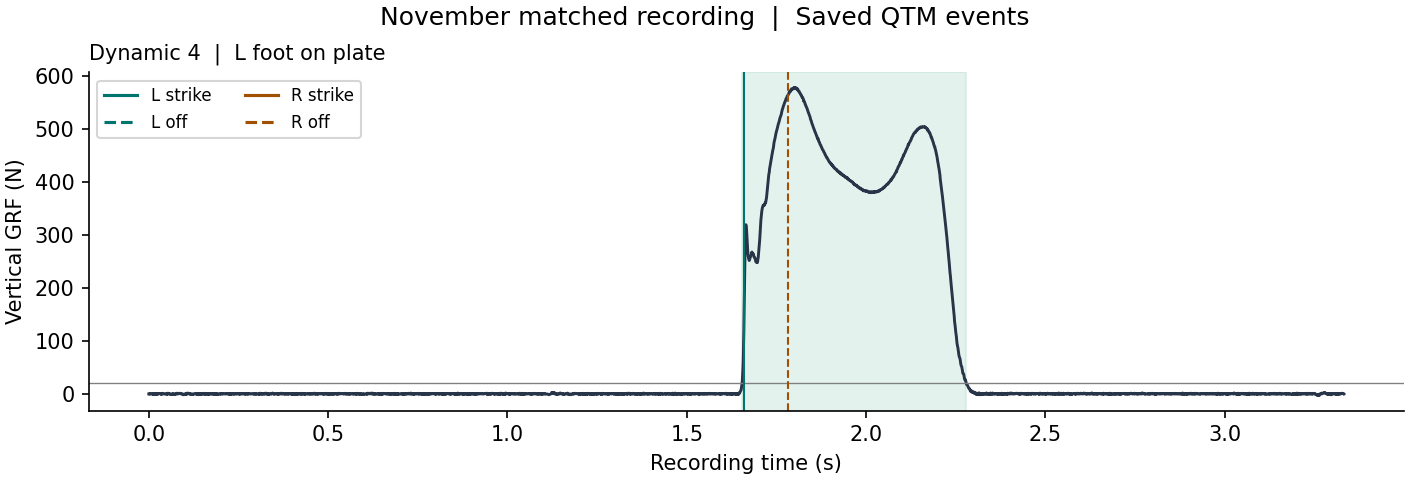 November matched recording  |  Saved QTM events
Dynamic 4  |  L foot on plate
L strike
L off
R strike
R off
Vertical GRF (N)
600
500
400
300
200
100
0
0.0
0.5
1.0
1.5
2.0
2.5
3.0
Recording time (s)